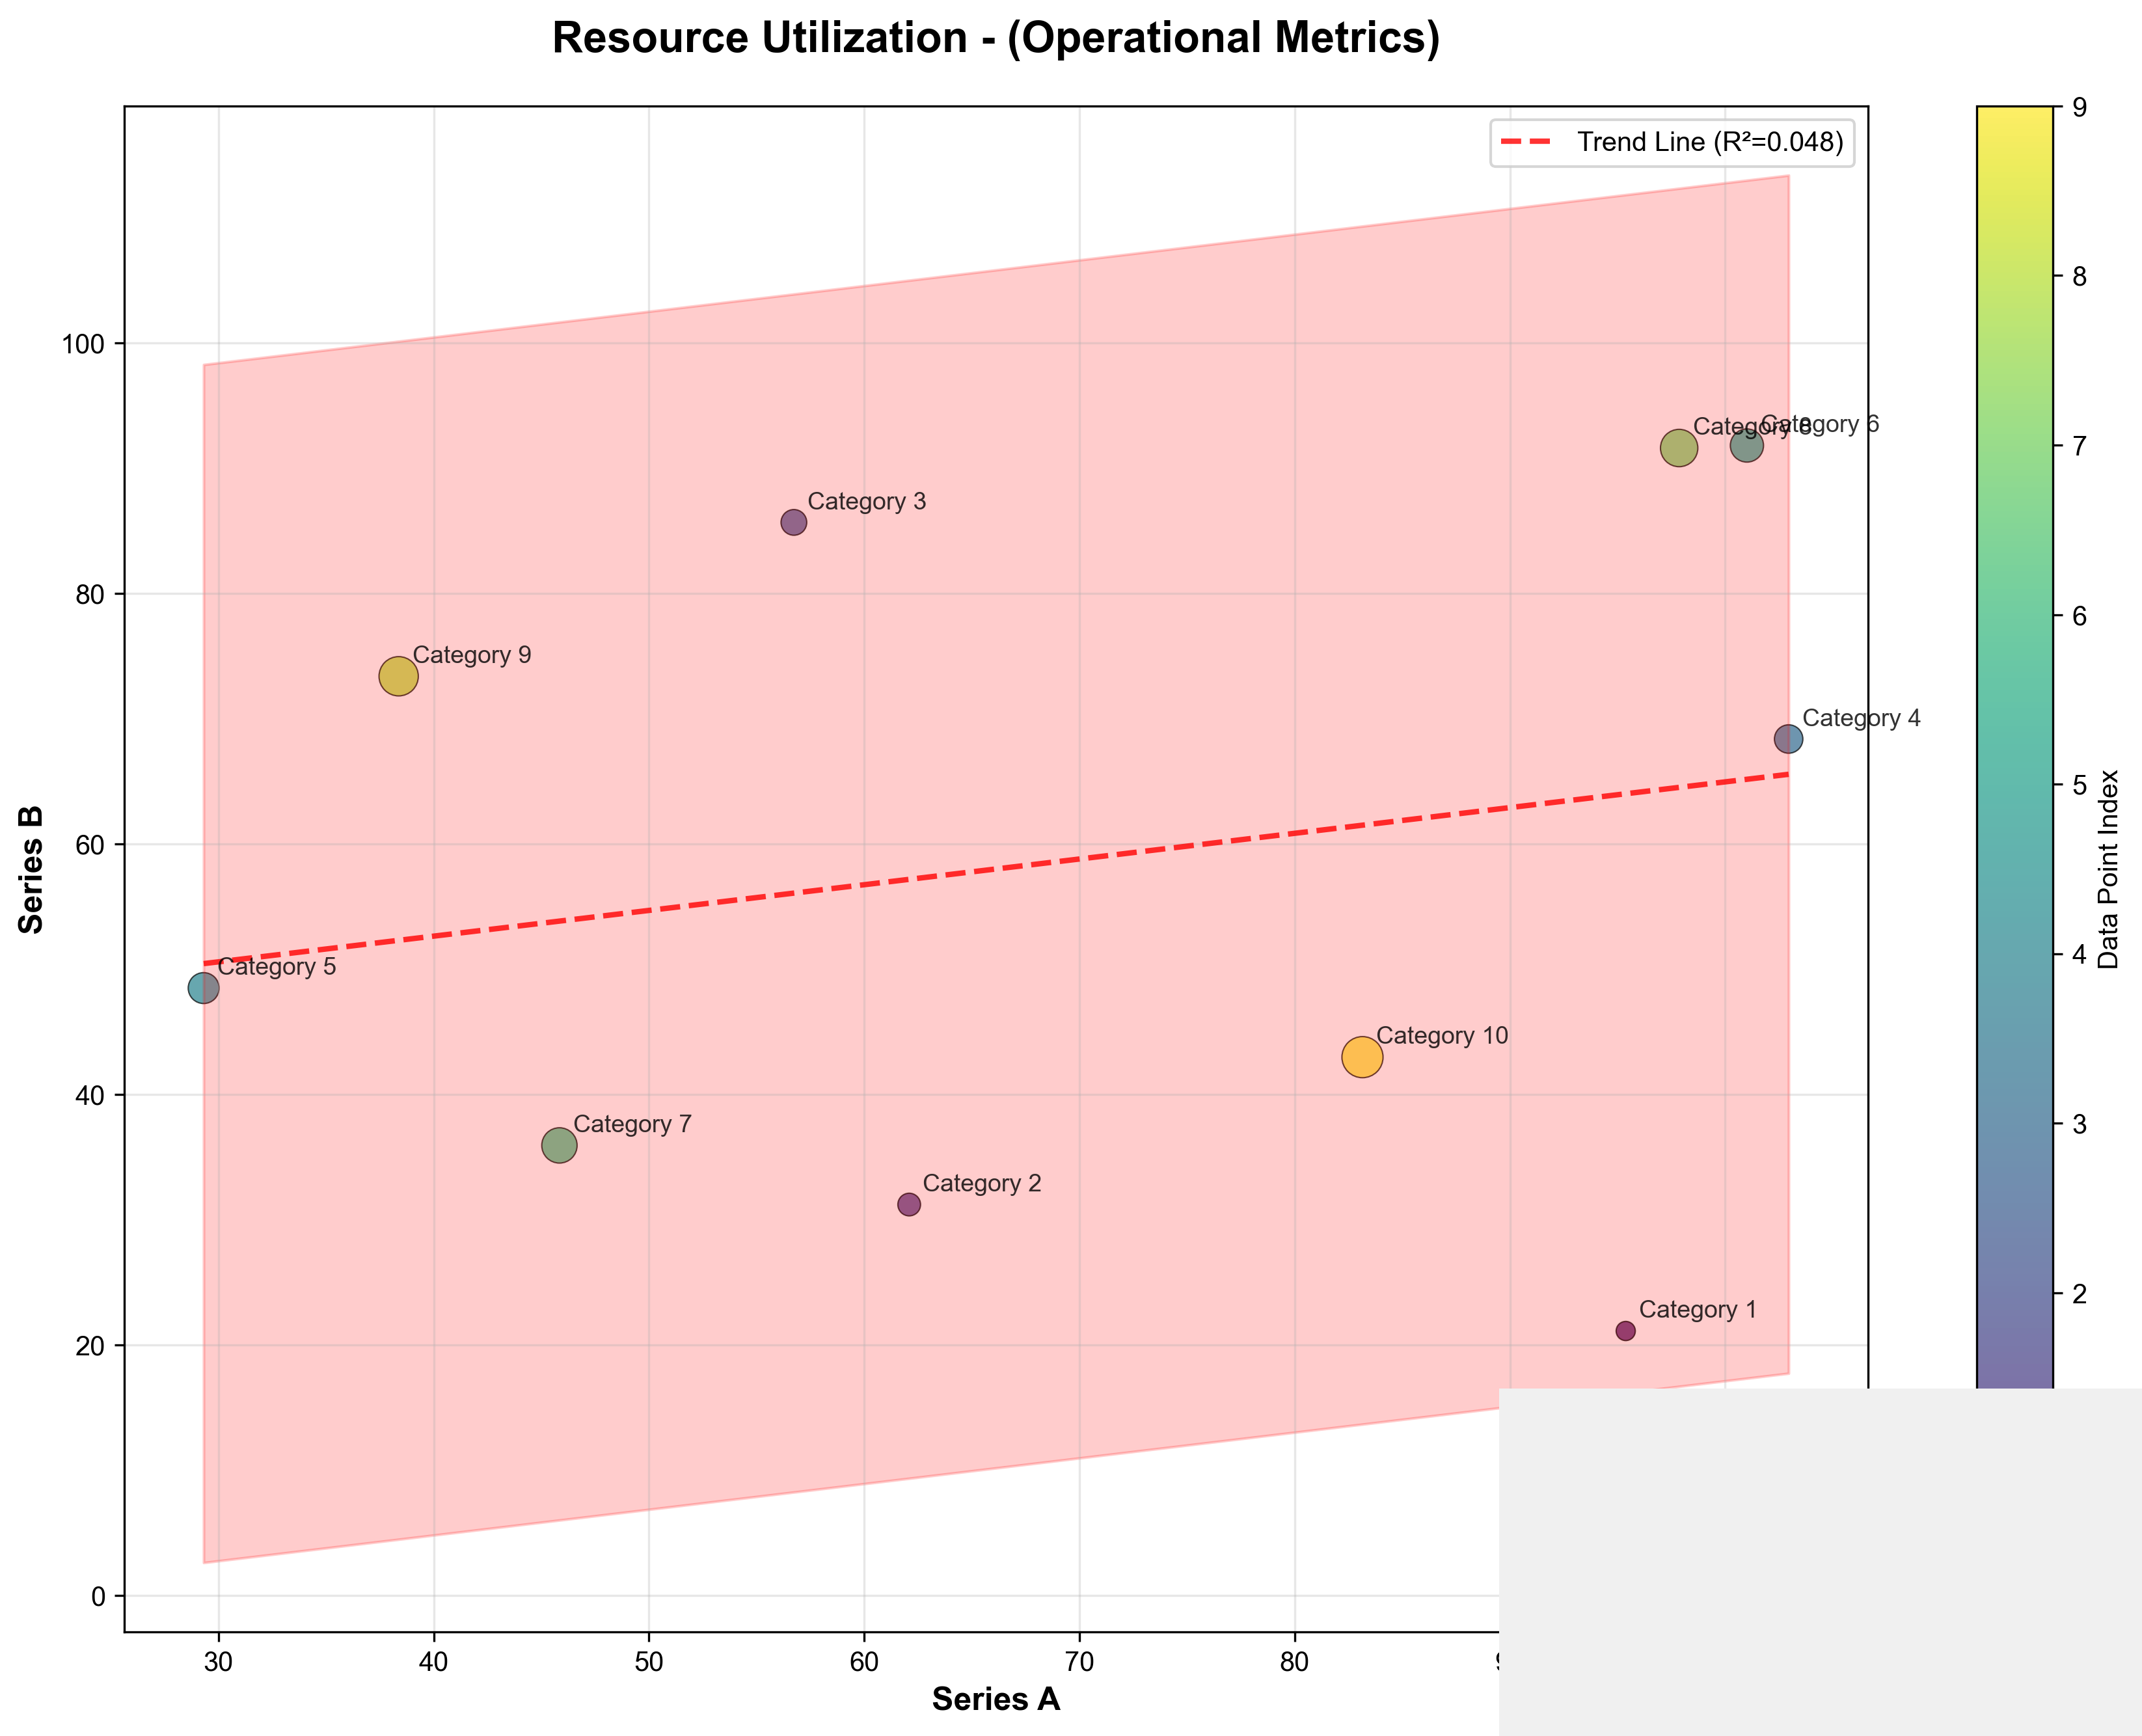 Resource Utilization - (Operational Metrics)
Trend Line (R²=0.048)
Category 8
Category 6
Category 3
Category 9
Category 4
Category 5
Category 10
Category 7
Category 2
Category 1
100
80
60
40
20
0
Series B
30
40
50
60
70
80
Series A
9
8
7
6
5
4
3
2
Data Point Index